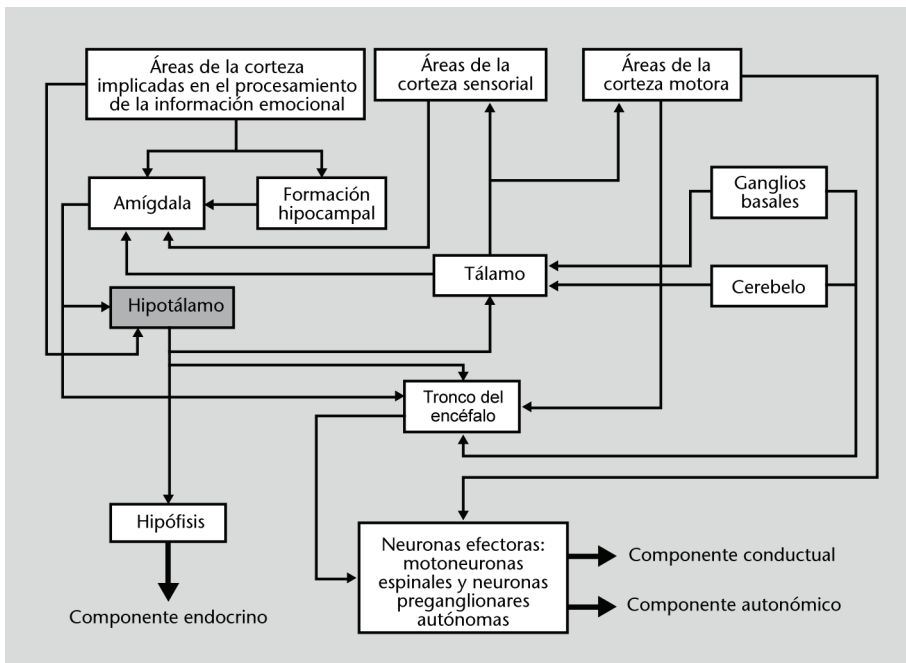 Áreas de la corteza
implicadas en el procesamiento
de la información emocional
Áreas de la
corteza sensorial
Áreas de la
corteza motora
Amígdala
Formación
hipocampal
Ganglios
basales
Tálamo
Cerebelo
Hipotálamo
Tronco del
encéfalo
Hipófisis
Neuronas efectoras:
motoneuronas
espinales y neuronas
preganglionares
autónomas
Componente conductual
Componente autonómico
Componente endocrino